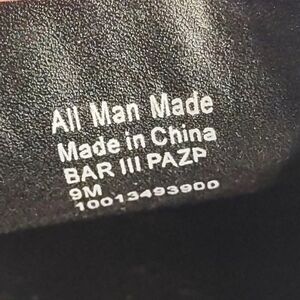 All Man Made
Made in China
BAR III PAZP
9M
10013493900